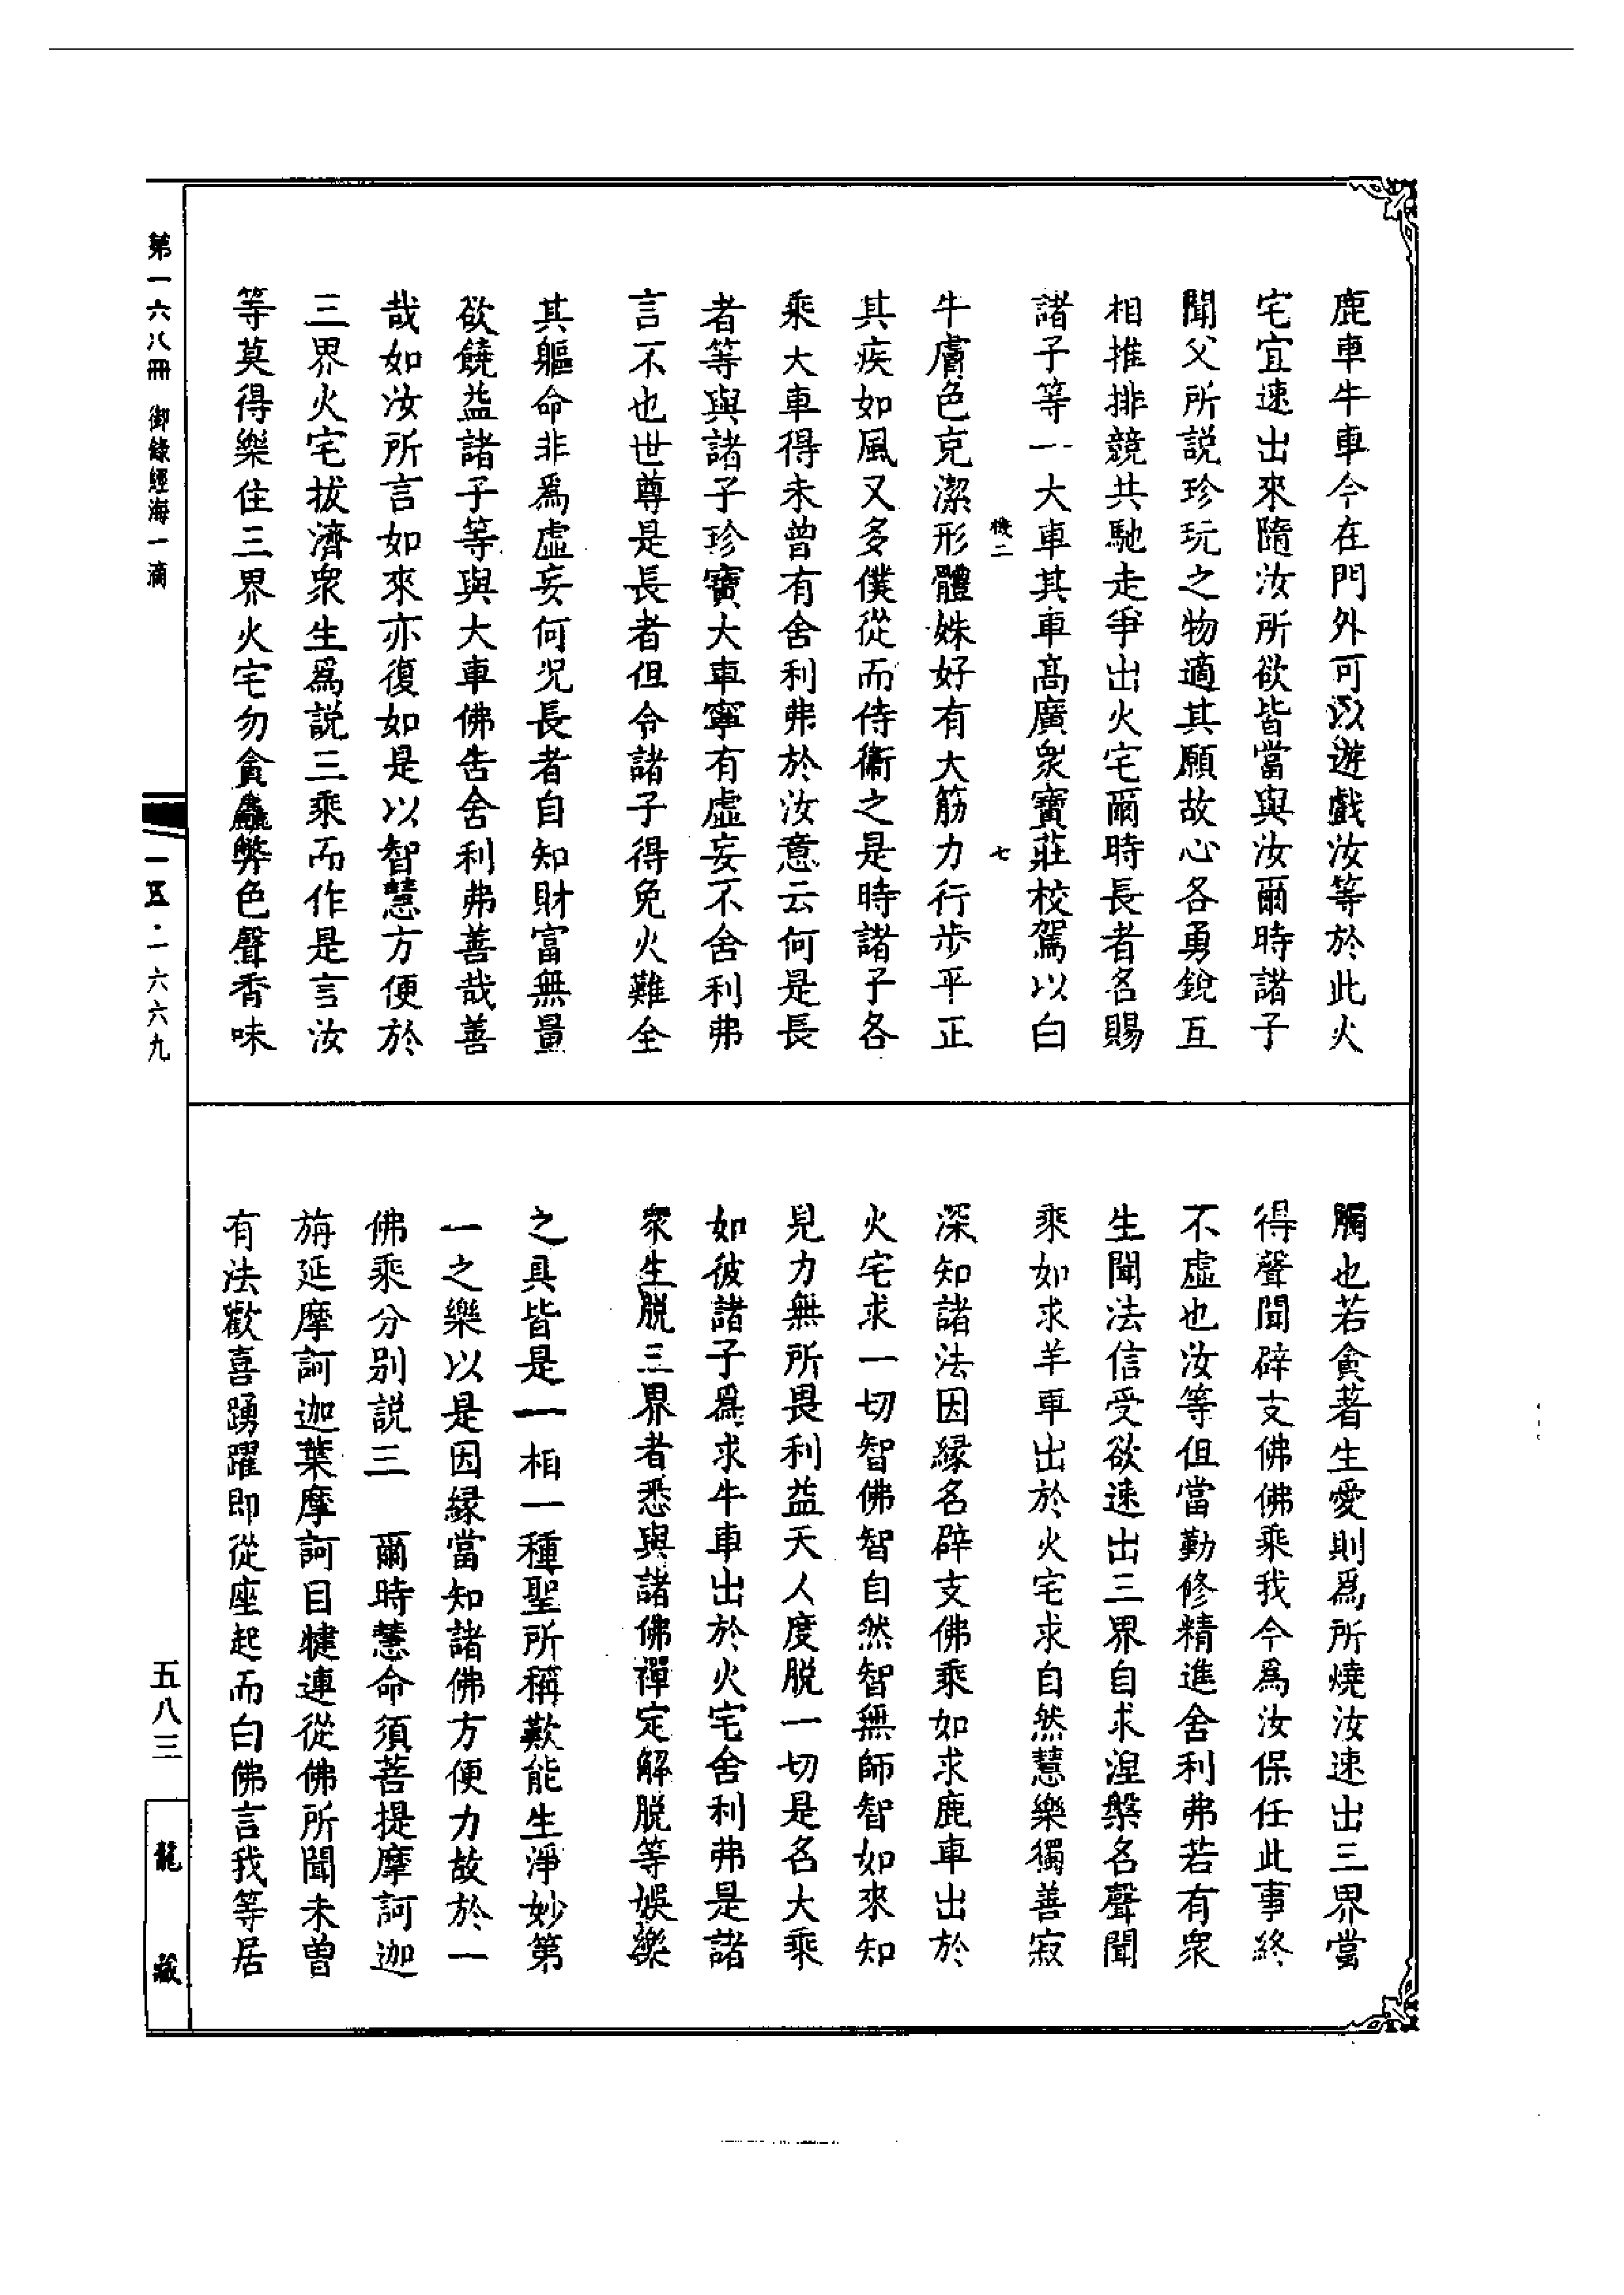 鹿車牛車今在門外可以遊戲汝等於此火
宅宜速出來隨汝所欲皆當與汝爾時諸子
聞父所説珍玩之物適其願故心各勇銳互
相推排競共馳走爭出火宅爾時長者各賜
諸子等一大車其車髙廣衆寳莊校駕以白
機二 七
牛膚色充潔形體姝好有大筋力行步平正
其疾如風又多僕從而侍衞之是時諸子各
乘大車得未曾有舍利弗於汝意云何是長
者等與諸子珍寳大車寜有虛妄不舍利弗
言不也世尊是長者但令諸子得免火難全
其軀命非爲虛妄何况長者自知財富無量
欲饒益諸子等與大車佛告舍利弗善哉善
哉如汝所言如來亦復如是以智慧方便於
三界火宅拔濟衆生爲説三乘而作是言汝
等莫得樂住三界火宅勿貪麤弊色聲香味
觸也若貪著生愛則爲所燒汝速出三界當
得聲聞辟支佛佛乘我今爲汝保任此事終
不虛也汝等但當勤修精進舍利弗若有衆
生聞法信受欲速出三界自求涅槃名聲聞
乘如求羊車出於火宅求自然慧樂獨善寂
深知諸法因縁名辟支佛乘如求鹿車出於
火宅求一切智佛智自然智無師智如來知
見力無所畏利益天人度脱一切是名大乘
如彼諸子爲求牛車出於火宅舍利弗是諸
衆生脱三界者悉與諸佛禪定解脱等娛樂
之具皆是一相一種聖所稱歎能生淨妙第
一之樂以是因縁當知諸佛方便力故於一
佛乘分別説三　爾時慧命須菩提摩訶迦
旃延摩訶迦葉摩訶目犍連從佛所聞未曽
有法歡喜踴躍即從座起而白佛言我等居
第一六八冊 御錄經海一滴
一五·一六六九
五八三
龍藏